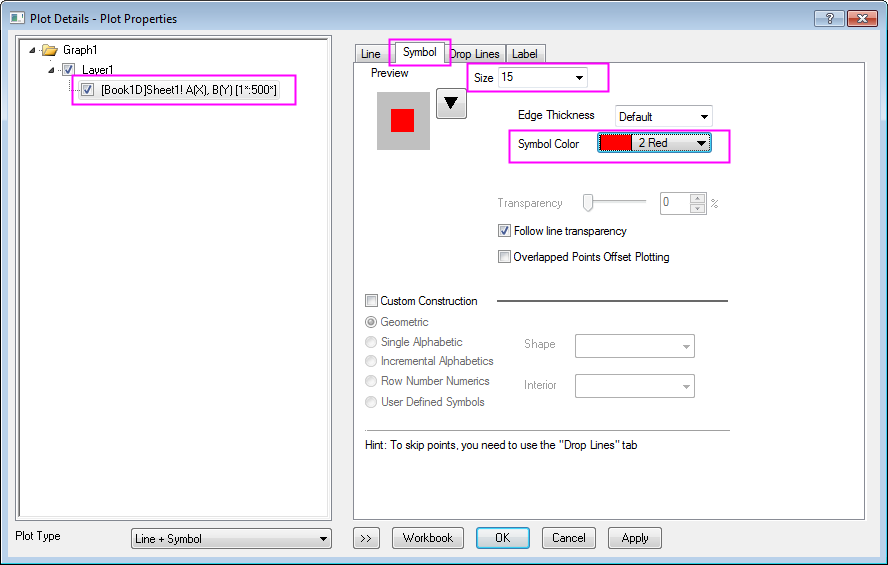 Plot Details - Plot Properties
?
Graph1
Layer1
[Book1D]Sheet1! A(X), B(Y) [1*:500*]
Line Symbol Drop Lines Label
Preview
Size 15
Edge Thickness Default
Symbol Color 2 Red
Transparency 0 %
Follow line transparency
Overlapped Points Offset Plotting
Custom Construction
Geometric
Single Alphabetic
Shape
Incremental Alphabetics
Row Number Numerics
Interior
User Defined Symbols
Hint: To skip points, you need to use the "Drop Lines" tab
Plot Type Line + Symbol
>> Workbook OK Cancel Apply